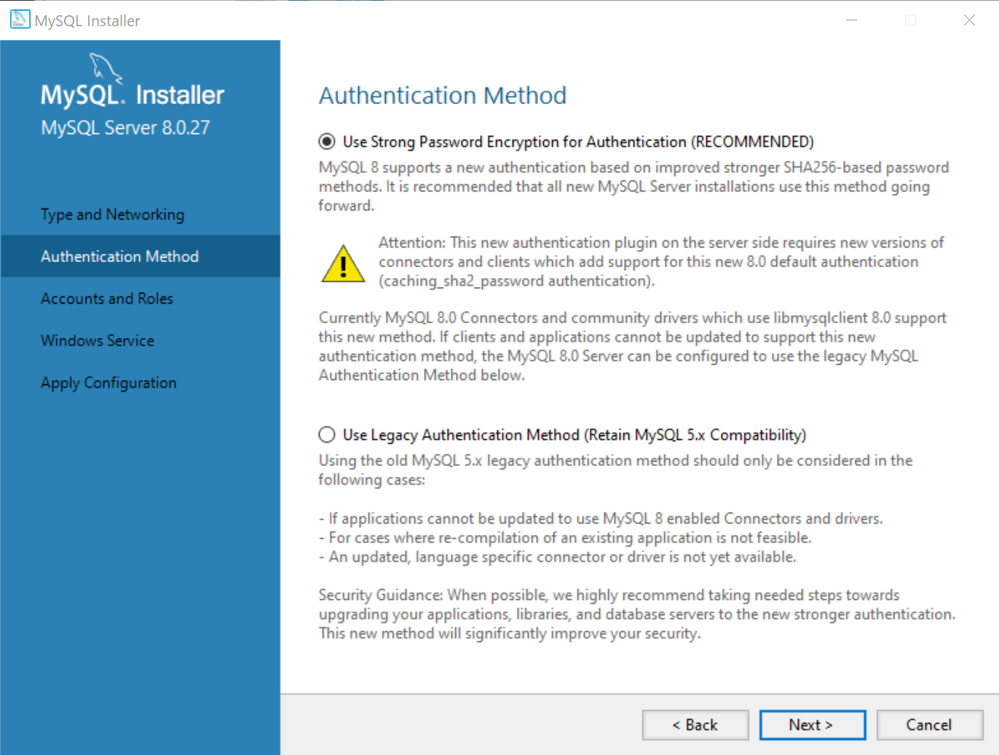 MySQL Installer
MySQL. Installer
MySQL Server 8.0.27
Type and Networking
Authentication Method
Accounts and Roles
Windows Service
Apply Configuration
Authentication Method
Use Strong Password Encryption for Authentication (RECOMMENDED)
MySQL 8 supports a new authentication based on improved stronger SHA256-based password
methods. It is recommended that all new MySQL Server installations use this method going
forward.
Attention: This new authentication plugin on the server side requires new versions of
connectors and clients which add support for this new 8.0 default authentication
(caching_sha2_password authentication).
Currently MySQL 8.0 Connectors and community drivers which use libmysqlclient 8.0 support
this new method. If clients and applications cannot be updated to support this new
authentication method, the MySQL 8.0 Server can be configured to use the legacy MySQL
Authentication Method below.
Use Legacy Authentication Method (Retain MySQL 5.x Compatibility)
Using the old MySQL 5.x legacy authentication method should only be considered in the
following cases:
- If applications cannot be updated to use MySQL 8 enabled Connectors and drivers.
- For cases where re-compilation of an existing application is not feasible.
- An updated, language specific connector or driver is not yet available.
Security Guidance: When possible, we highly recommend taking needed steps towards
upgrading your applications, libraries, and database servers to the new stronger authentication.
This new method will significantly improve your security.
< Back
Next >
Cancel